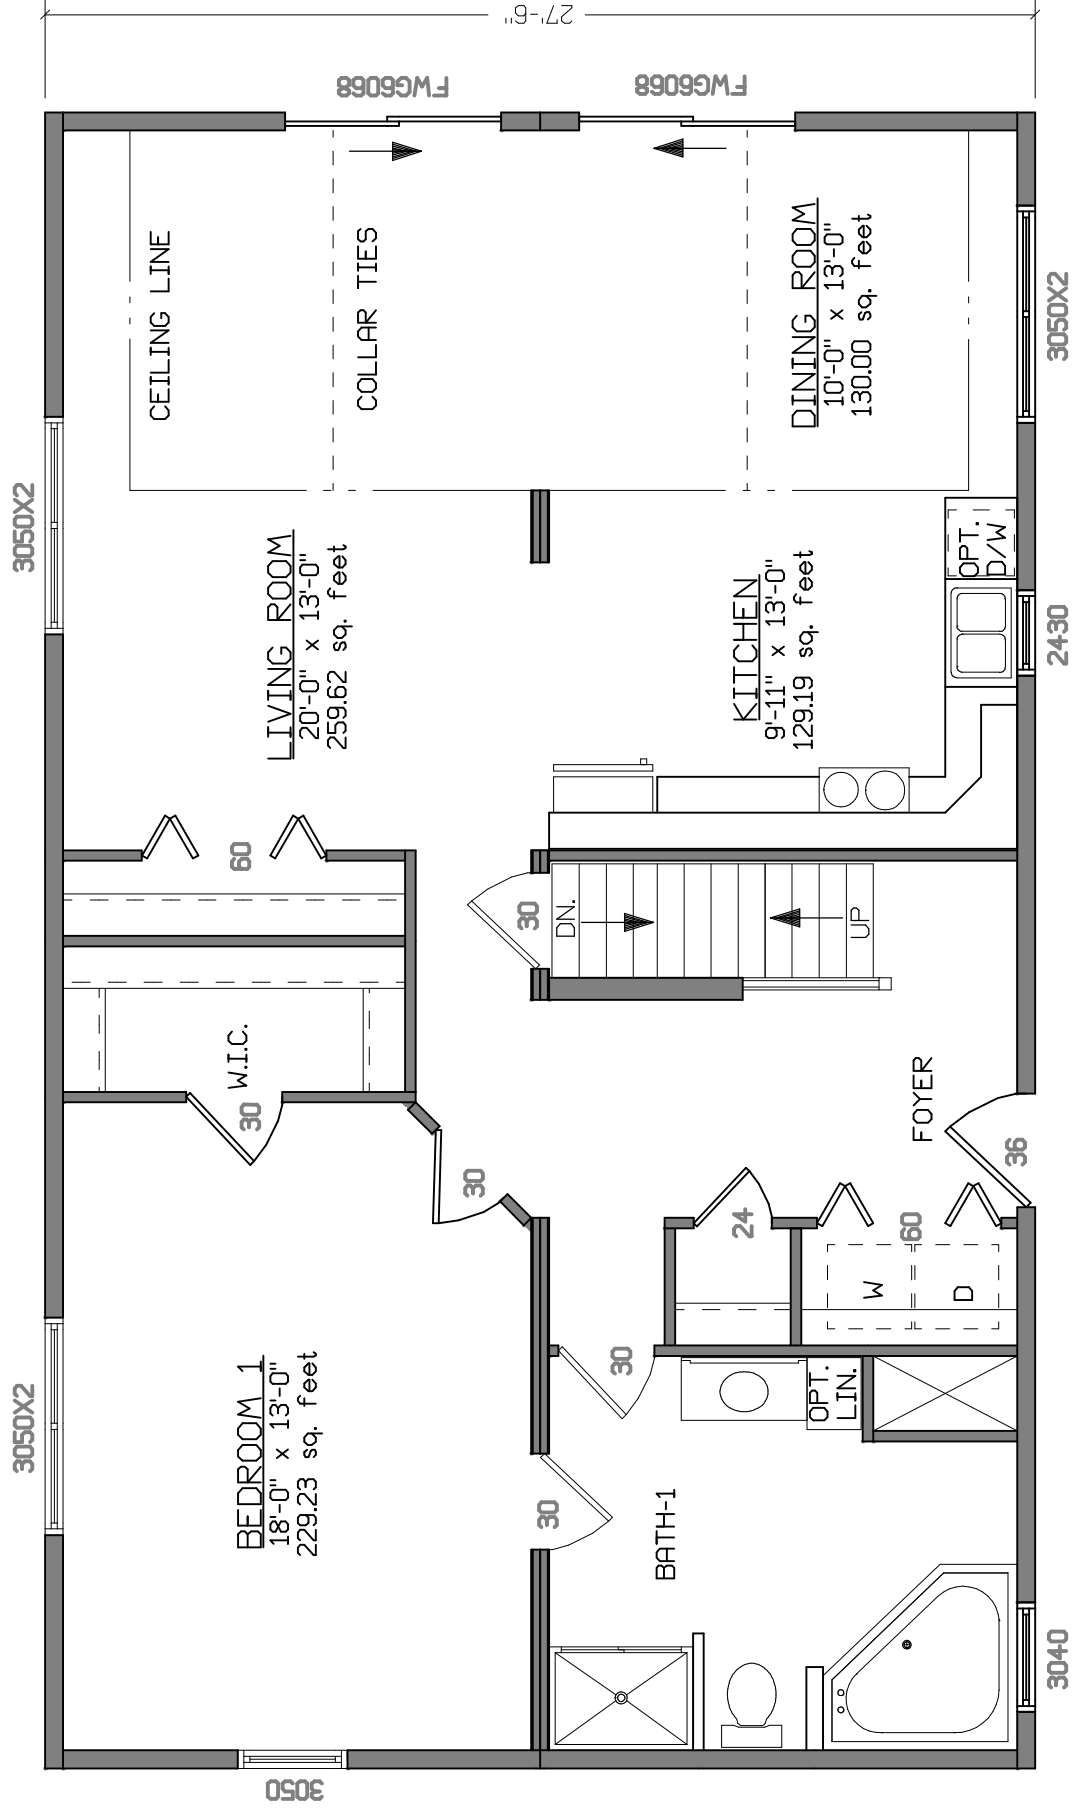 27'-6"
FWG6068
FWG6068
CEILING LINE
COLLAR TIES
DINING ROOM
10'-0" x 13'-0"
130.00 sq. feet
3050X2
3050X2
LIVING ROOM
20'-0" x 13'-0"
259.62 sq. feet
KITCHEN
9'-11" x 13'-0"
129.19 sq. feet
OPT.
D/W
2430
60
30
DN.
UP
W.I.C.
30
FOYER
36
30
24
60
W
D
3050X2
BEDROOM 1
18'-0" x 13'-0"
229.23 sq. feet
30
OPT.
LIN.
30
BATH-1
3040
3050